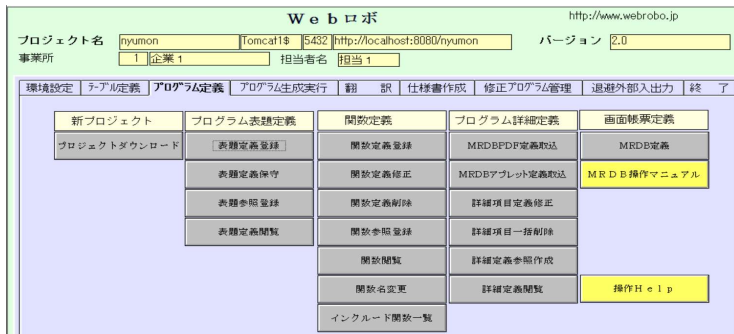 Ｗｅｂロボ http://www.webrobo.jp
プロジェクト名 nyumon Tomcat1$ 5432 http://localhost:8080/nyumon バージョン 2.0
事業所 1 企業１ 担当者名 担当１
環境設定 テーブル定義 プログラム定義 プログラム生成実行 翻　訳 仕様書作成 修正プログラム管理 退避外部入出力 終　了
新プロジェクト プログラム表題定義 関数定義 プログラム詳細定義 画面帳票定義
プロジェクトダウンロード 表題定義登録 関数定義登録 MRDBPDF定義取込 MRDB定義
表題定義保守 関数定義修正 MRDBアプレット定義取込 ＭＲＤＢ操作マニュアル
表題参照登録 関数定義削除 詳細項目定義修正
表題定義閲覧 関数参照登録 詳細項目一括削除
関数閲覧 詳細定義参照作成
関数名変更 詳細定義閲覧 操作Ｈｅｌｐ
インクルード関数一覧